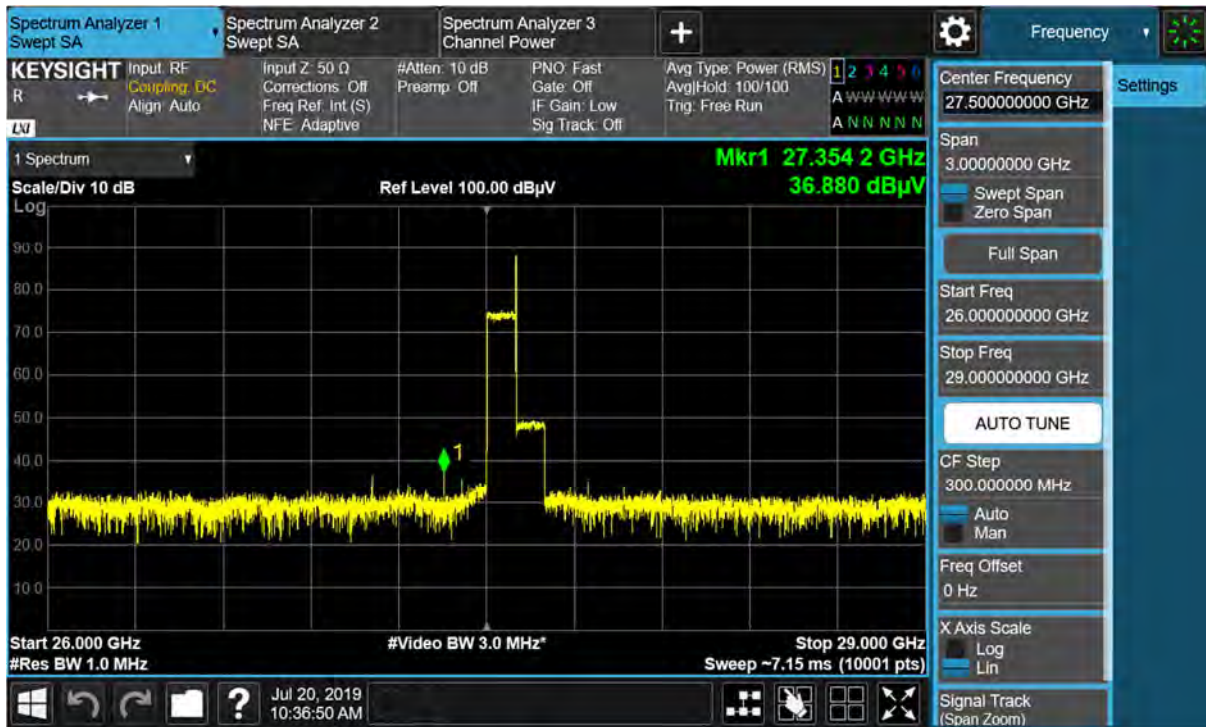 Spectrum Analyzer 1
Swept SA
Spectrum Analyzer 2
Swept SA
Spectrum Analyzer 3
Channel Power
+
Frequency
KEYSIGHT
R
LXI
Input: RF
Coupling: DC
Align: Auto
Input Z: 50 Ω
Corrections: Off
Freq Ref: Int (S)
NFE: Adaptive
#Atten: 10 dB
Preamp: Off
PNO: Fast
Gate: Off
IF Gain: Low
Sig Track: Off
Avg Type: Power (RMS)
Avg|Hold: 100/100
Trig: Free Run
1 2 3 4 5 6
A W W W W W
A N N N N N
1 Spectrum
Scale/Div 10 dB
Ref Level 100.00 dBµV
Mkr1 27.354 2 GHz
36.880 dBµV
Log
90.0
80.0
70.0
60.0
50.0
40.0
30.0
20.0
10.0
1
Start 26.000 GHz
#Res BW 1.0 MHz
#Video BW 3.0 MHz*
Stop 29.000 GHz
Sweep ~7.15 ms (10001 pts)
Center Frequency
27.500000000 GHz
Settings
Span
3.00000000 GHz
Swept Span
Zero Span
Full Span
Start Freq
26.000000000 GHz
Stop Freq
29.000000000 GHz
AUTO TUNE
CF Step
300.000000 MHz
Auto
Man
Freq Offset
0 Hz
X Axis Scale
Log
Lin
Signal Track
(Span Zoom)
?
Jul 20, 2019
10:36:50 AM